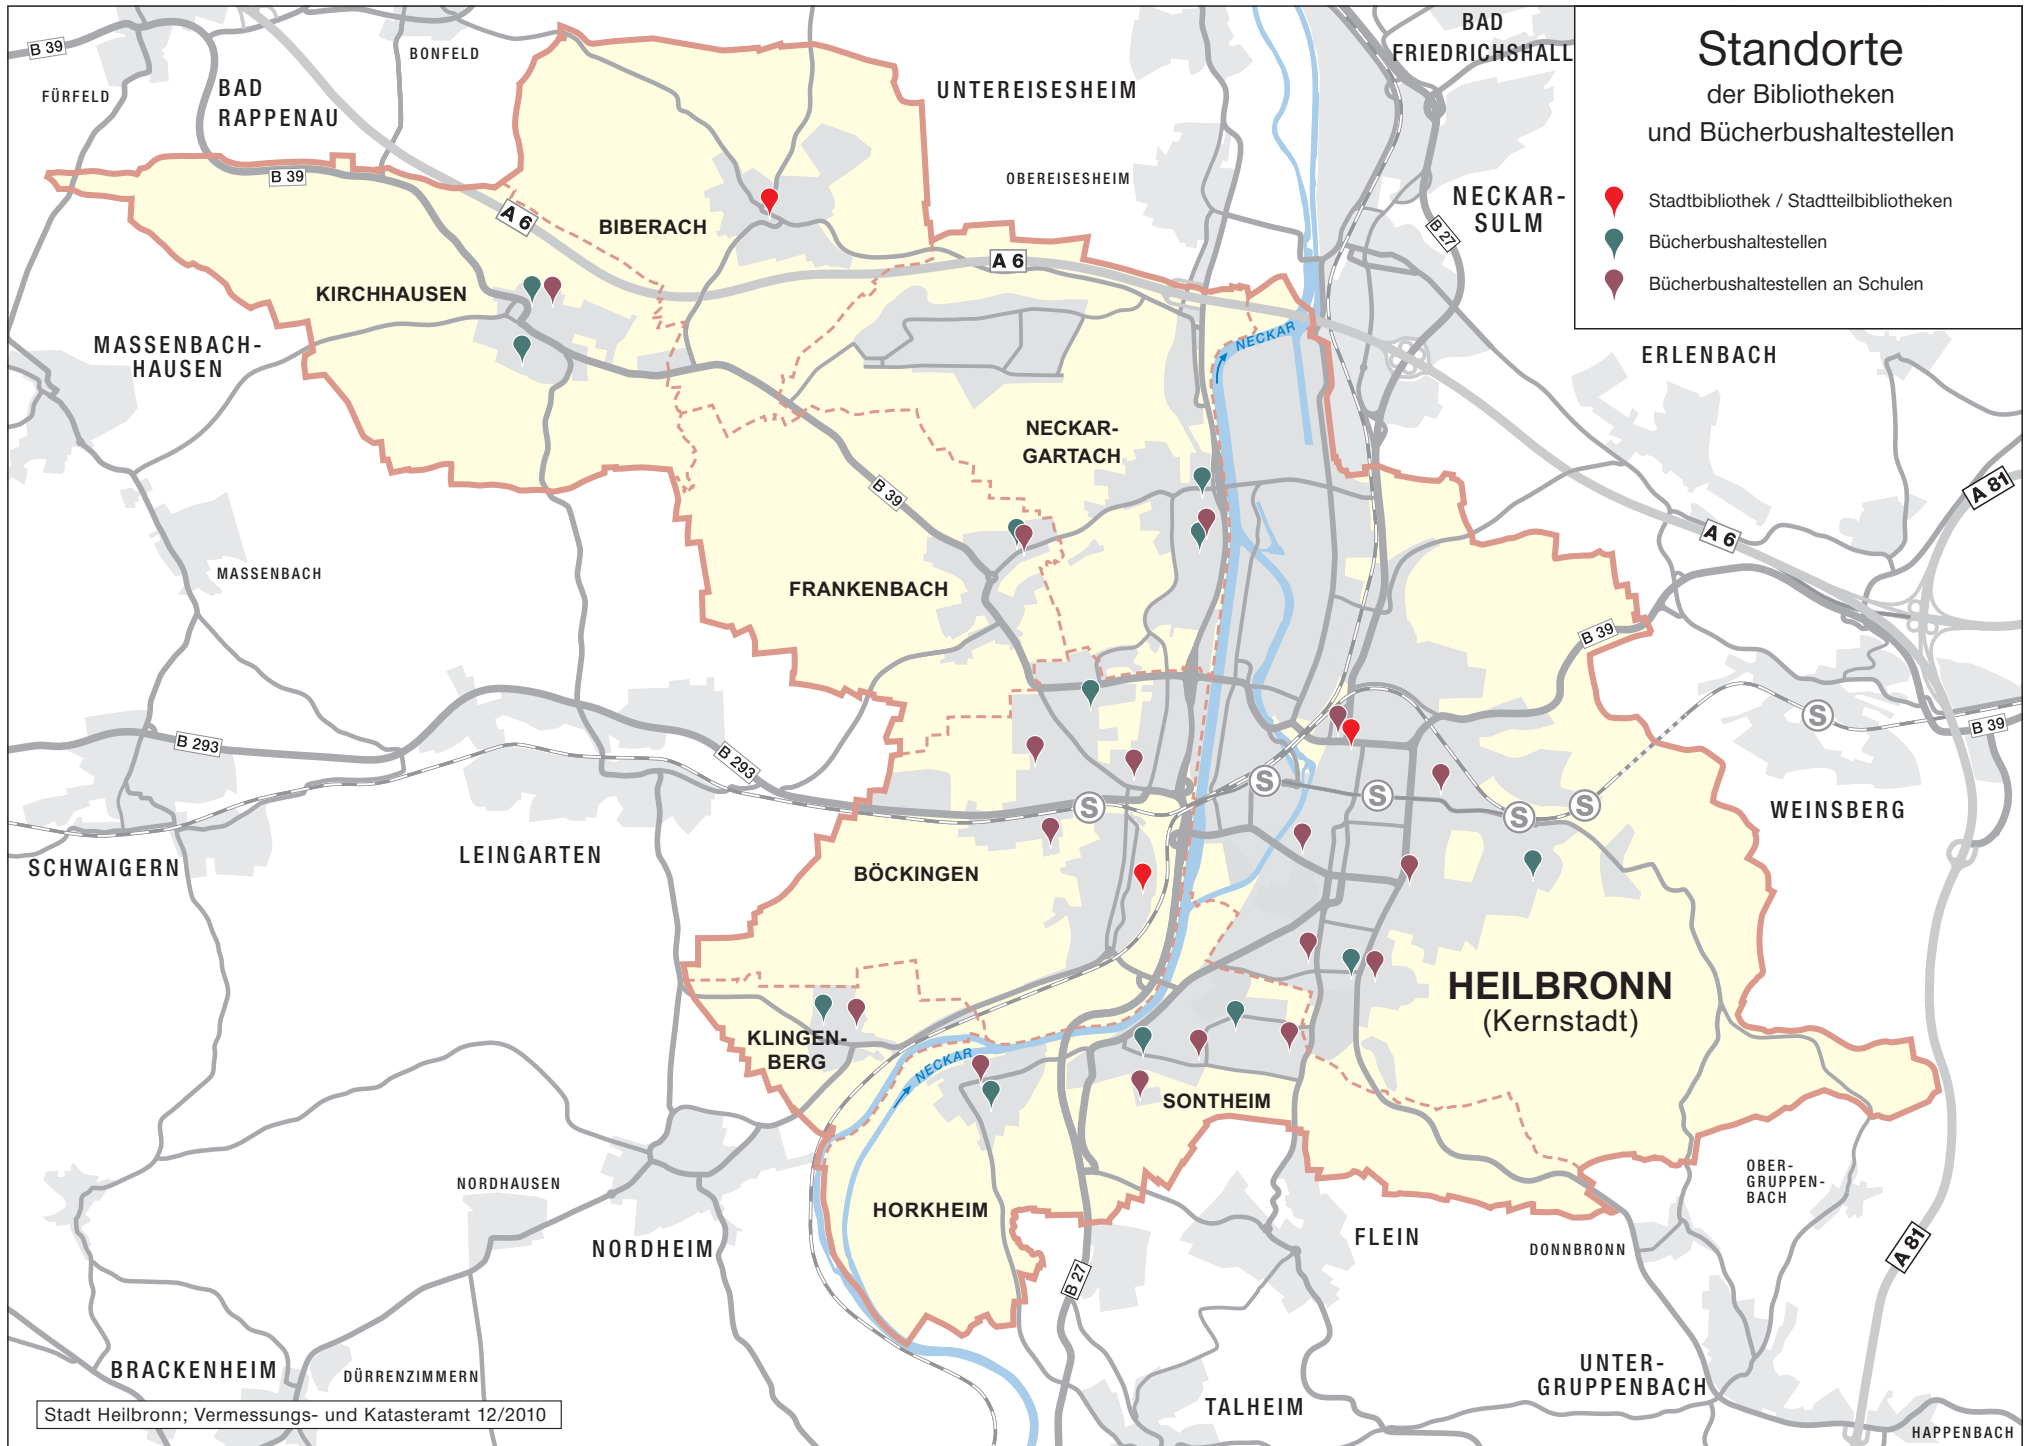 Standorte
der Bibliotheken
und Bücherbushaltestellen
Stadtbibliothek / Stadtteilbibliotheken
Bücherbushaltestellen
Bücherbushaltestellen an Schulen
B 39
FÜRFELD
BAD
RAPPENAU
BONFELD
UNTEREISESHEIM
BAD
FRIEDRICHSHALL
OBEREISESHEIM
NECKAR-
SULM
B 27
B 39
A 6
BIBERACH
A 6
KIRCHHAUSEN
MASSENBACH-
HAUSEN
NECKAR
ERLENBACH
NECKAR-
GARTACH
B 39
A 81
A 6
MASSENBACH
FRANKENBACH
B 39
B 293
B 293
S
S
S
S
S
S
B 39
WEINSBERG
SCHWAIGERN
LEINGARTEN
BÖCKINGEN
HEILBRONN
(Kernstadt)
KLINGEN-
BERG
NECKAR
SONTHEIM
NORDHAUSEN
HORKHEIM
NORDHEIM
OBER-
GRUPPEN-
BACH
FLEIN
DONNBRONN
A 81
B 27
BRACKENHEIM
DÜRRENZIMMERN
UNTER-
GRUPPENBACH
TALHEIM
HAPPENBACH
Stadt Heilbronn; Vermessungs- und Katasteramt 12/2010